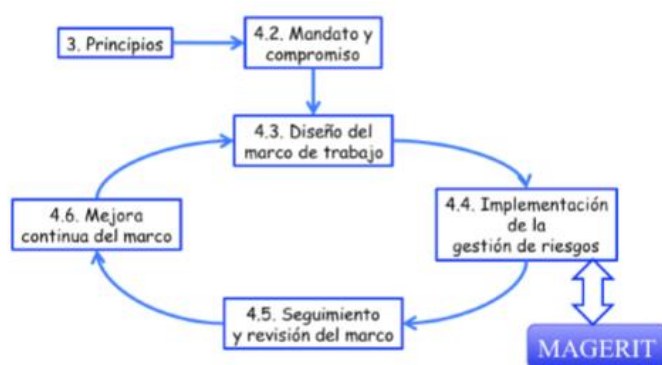 3. Principios
4.2. Mandato y
compromiso
4.3. Diseño del
marco de trabajo
4.6. Mejora
continua del marco
4.4. Implementación
de la
gestión de riesgos
4.5. Seguimiento
y revisión del marco
MAGERIT